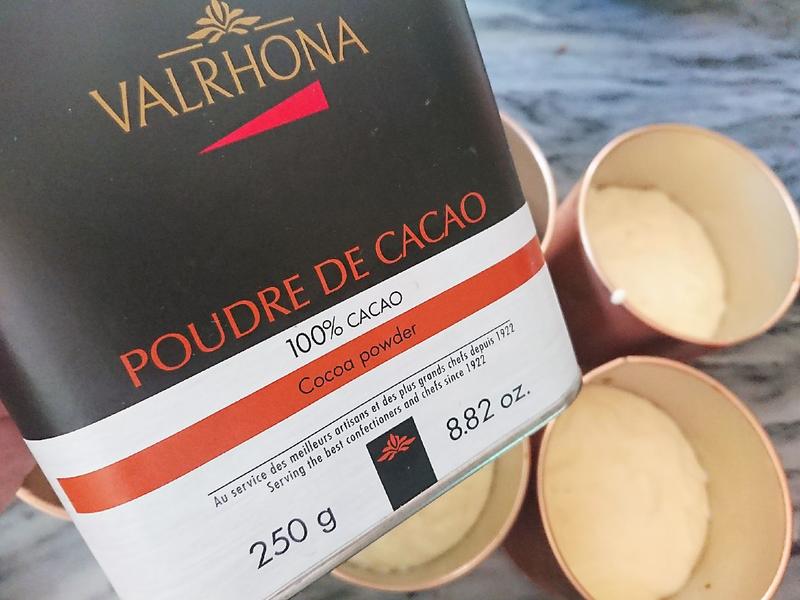 VALRHONA
POUDRE DE CACAO
100% CACAO
Cocoa powder
Au service des meilleurs artisans et des plus grands chefs depuis 1922
Serving the best confectioners and chefs since 1922
250 g
8.82 oz.